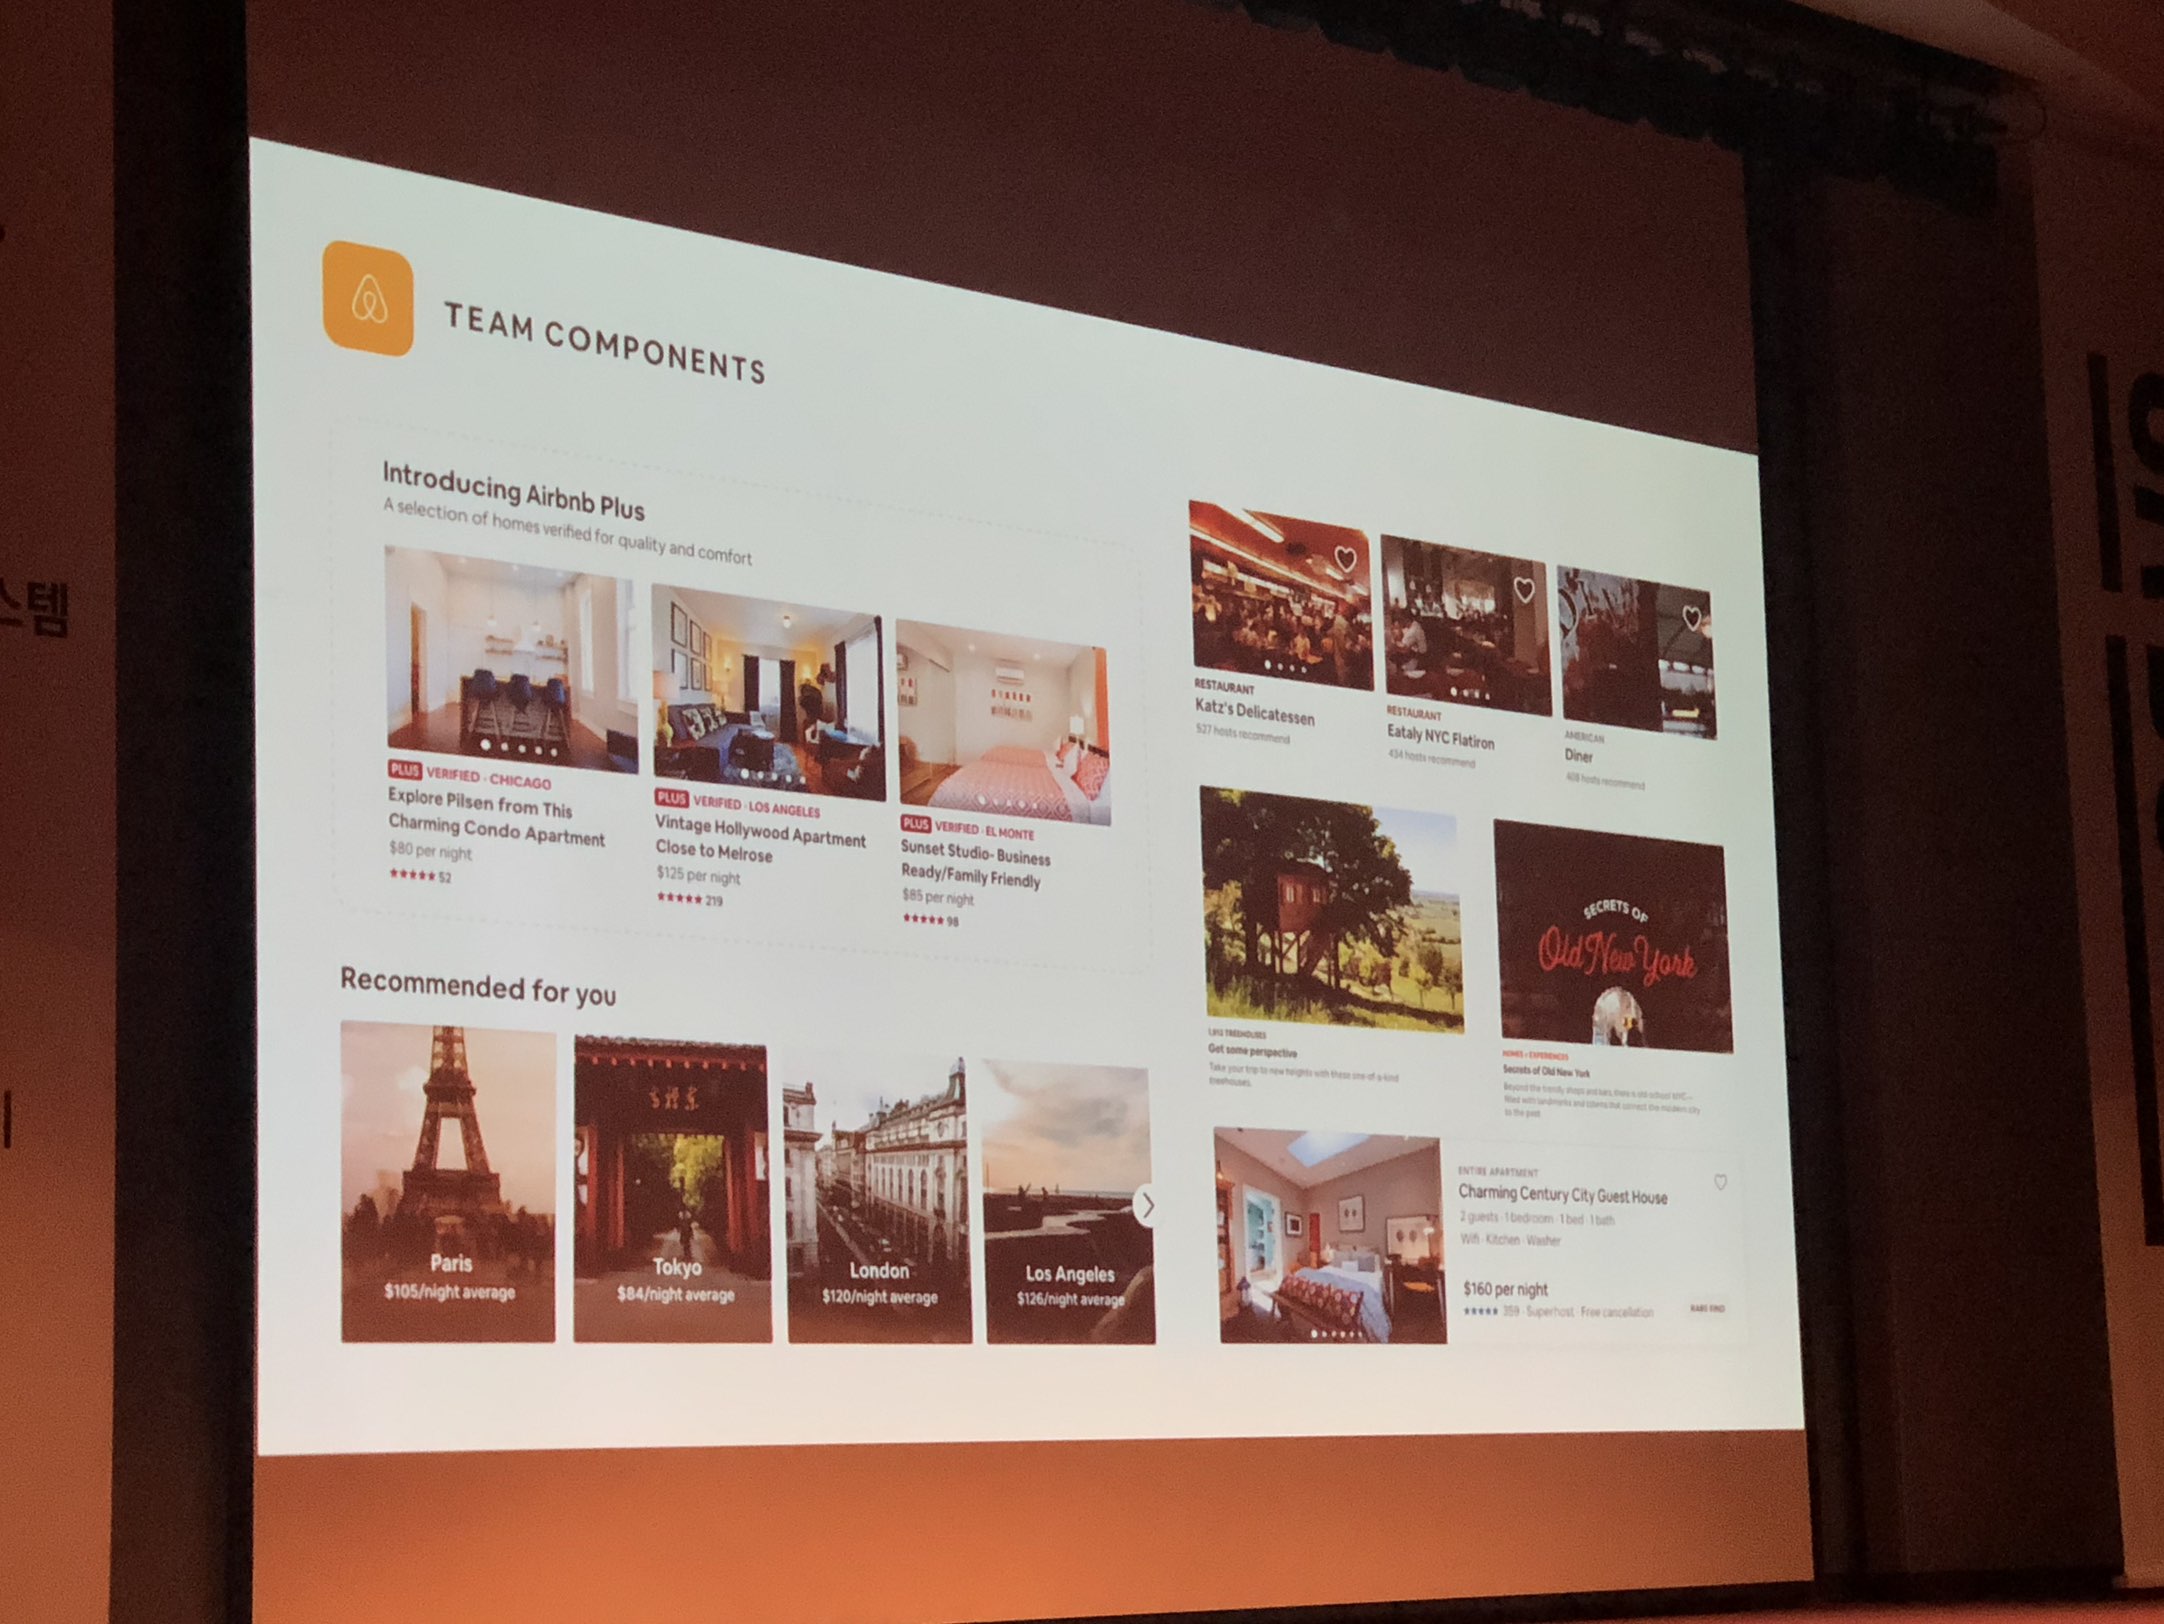 TEAM COMPONENTS
Introducing Airbnb Plus
A selection of homes verified for quality and comfort
PLUS VERIFIED · CHICAGO
Explore Pilsen from This
Charming Condo Apartment
$80 per night
★★★★★ 52
PLUS VERIFIED · LOS ANGELES
Vintage Hollywood Apartment
Close to Melrose
$125 per night
★★★★★ 219
PLUS VERIFIED · EL MONTE
Sunset Studio- Business
Ready/Family Friendly
$85 per night
★★★★★ 98
Recommended for you
Paris
$105/night average
Tokyo
$84/night average
London
$120/night average
Los Angeles
$126/night average
RESTAURANT
Katz's Delicatessen
527 hosts recommend
RESTAURANT
Eataly NYC Flatiron
434 hosts recommend
AMERICAN
Diner
408 hosts recommend
TREEHOUSES
Get some perspective
Take your trip to new heights with these one-of-a-kind
treehouses.
SECRETS OF
Old New York
HOMES + EXPERIENCES
Secrets of Old New York
Beyond the trendy shops and bars, there is old-school NYC—
filled with landmarks and that connect the modern city
to the past
ENTIRE APARTMENT
Charming Century City Guest House
2 guests · 1 bedroom · 1 bed · 1 bath
Wifi · Kitchen · Washer
$160 per night
★★★★★ 359 · Superhost · Free cancellation
RARE FIND
스템